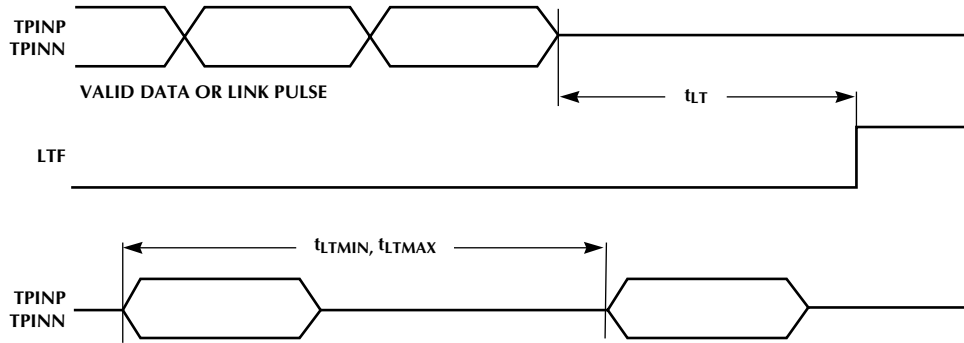 TPINP
TPINN
VALID DATA OR LINK PULSE
tLT
LTF
tLTMIN, tLTMAX
TPINP
TPINN